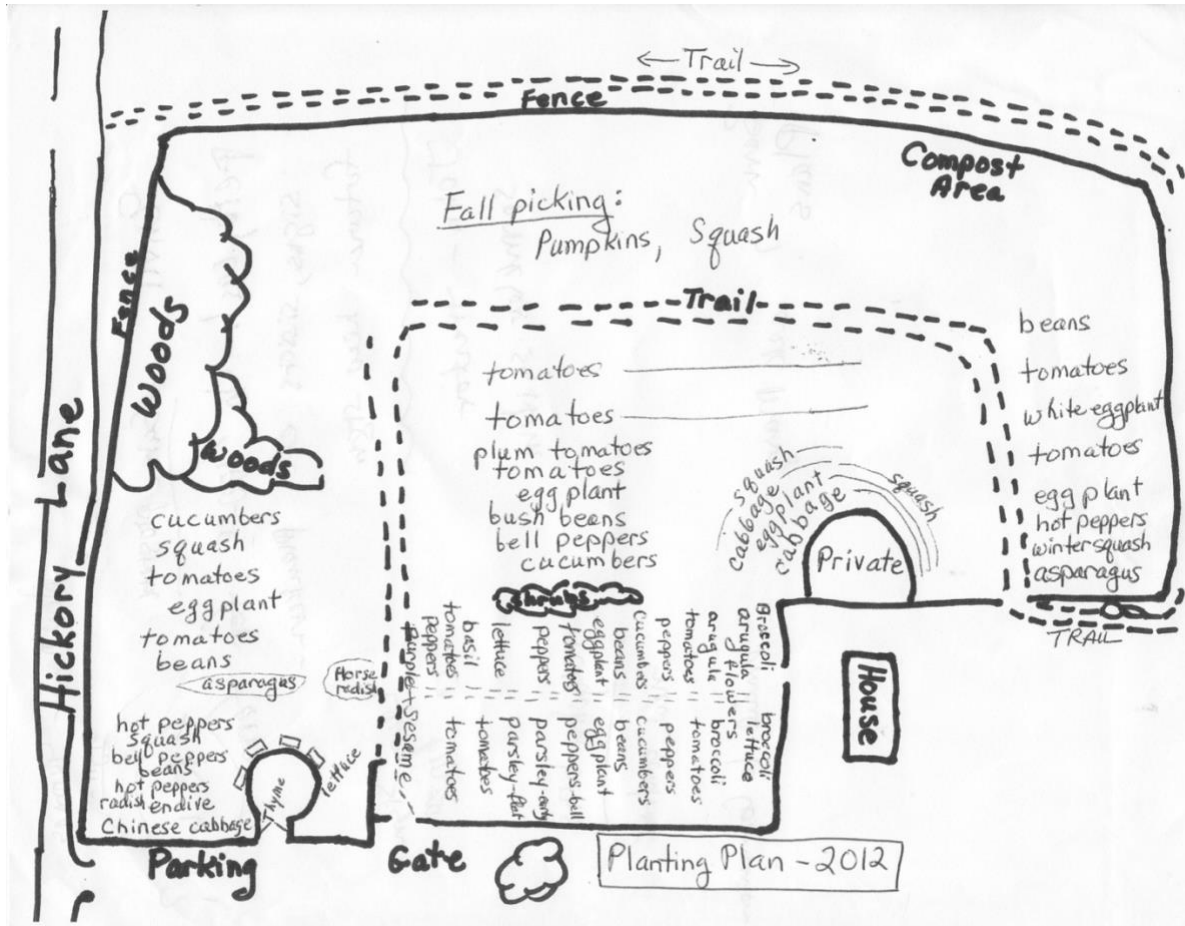 ← Trail →
Fence
Compost
Area
Fall picking:
Pumpkins, Squash
Fence
Woods
Woods
Hickory Lane
Trail
tomatoes
tomatoes
plum tomatoes
tomatoes
egg plant
bush beans
bell peppers
cucumbers
Shrubs
squash
cabbage
eggplant
cabbage
squash
Private
beans
tomatoes
white eggplant
tomatoes
egg plant
hot peppers
winter squash
asparagus
TRAIL
cucumbers
squash
tomatoes
eggplant
tomatoes
beans
asparagus
Horse
radish
hot peppers
squash
bell peppers
beans
hot peppers
radish endive
Chinese cabbage
thyme
lettuce
peppers
tomatoes
basil
lettuce
peppers
tomatoes
eggplant
beans
cucumbers
peppers
tomatoes
arugula
arugula flowers
Broccoli
Purple + Sesame
tomatoes
tomatoes
parsley-flat
parsley-curly
peppers-bell
eggplant
beans
cucumbers
peppers
tomatoes
broccoli
lettuce
broccoli
House
Parking
Gate
Planting Plan - 2012